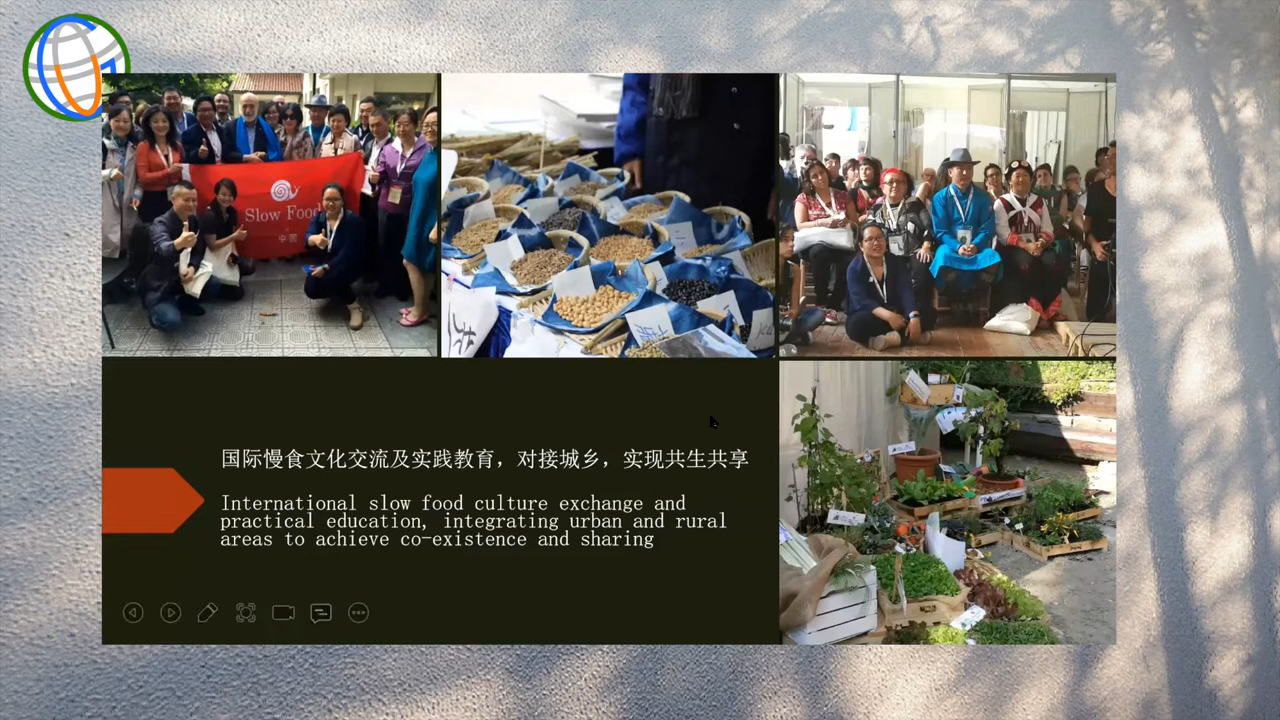 Slow Food
中国
国际慢食文化交流及实践教育，对接城乡，实现共生共享
International slow food culture exchange and
practical education, integrating urban and rural
areas to achieve co-existence and sharing